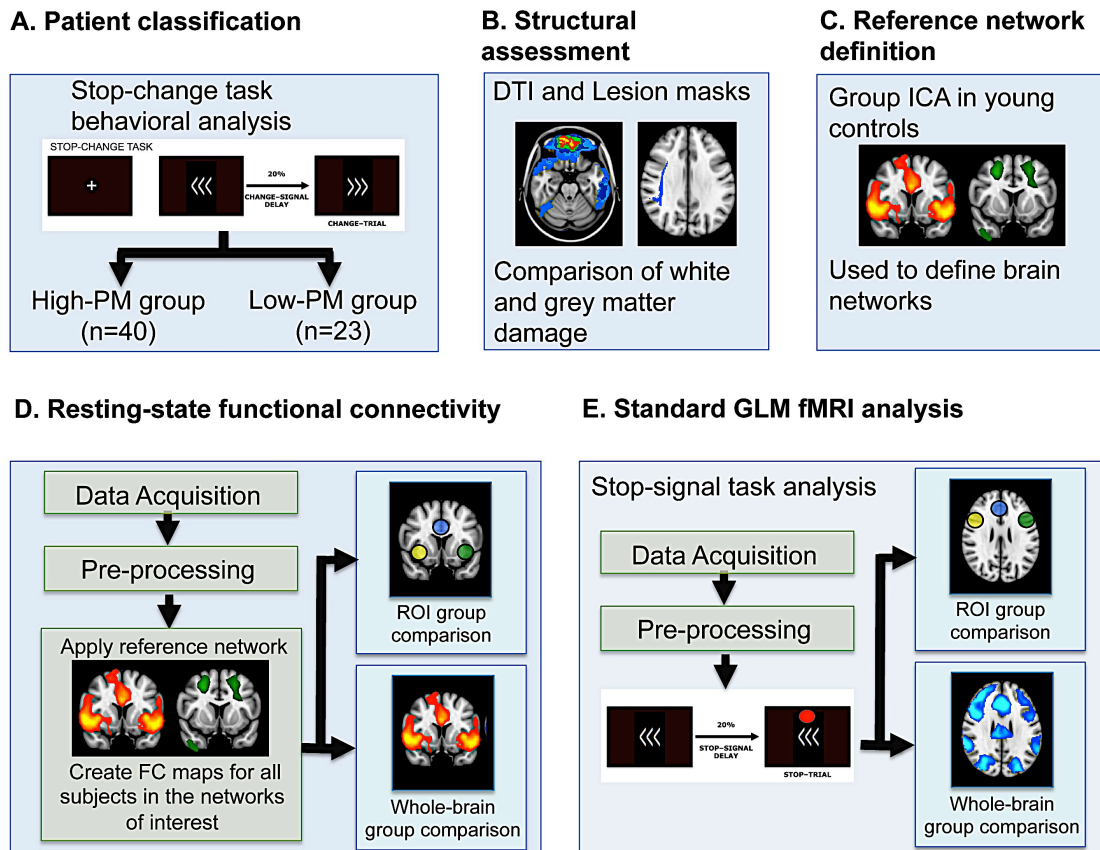 A. Patient classification
Stop-change task
behavioral analysis
STOP-CHANGE TASK
20%
CHANGE–SIGNAL
DELAY
CHANGE–TRIAL
High-PM group
(n=40)
Low-PM group
(n=23)
B. Structural
assessment
DTI and Lesion masks
Comparison of white
and grey matter
damage
C. Reference network
definition
Group ICA in young
controls
Used to define brain
networks
D. Resting-state functional connectivity
Data Acquisition
Pre-processing
Apply reference network
Create FC maps for all
subjects in the networks
of interest
ROI group
comparison
Whole-brain
group comparison
E. Standard GLM fMRI analysis
Stop-signal task analysis
Data Acquisition
Pre-processing
20%
STOP–SIGNAL
DELAY
STOP–TRIAL
ROI group
comparison
Whole-brain
group comparison